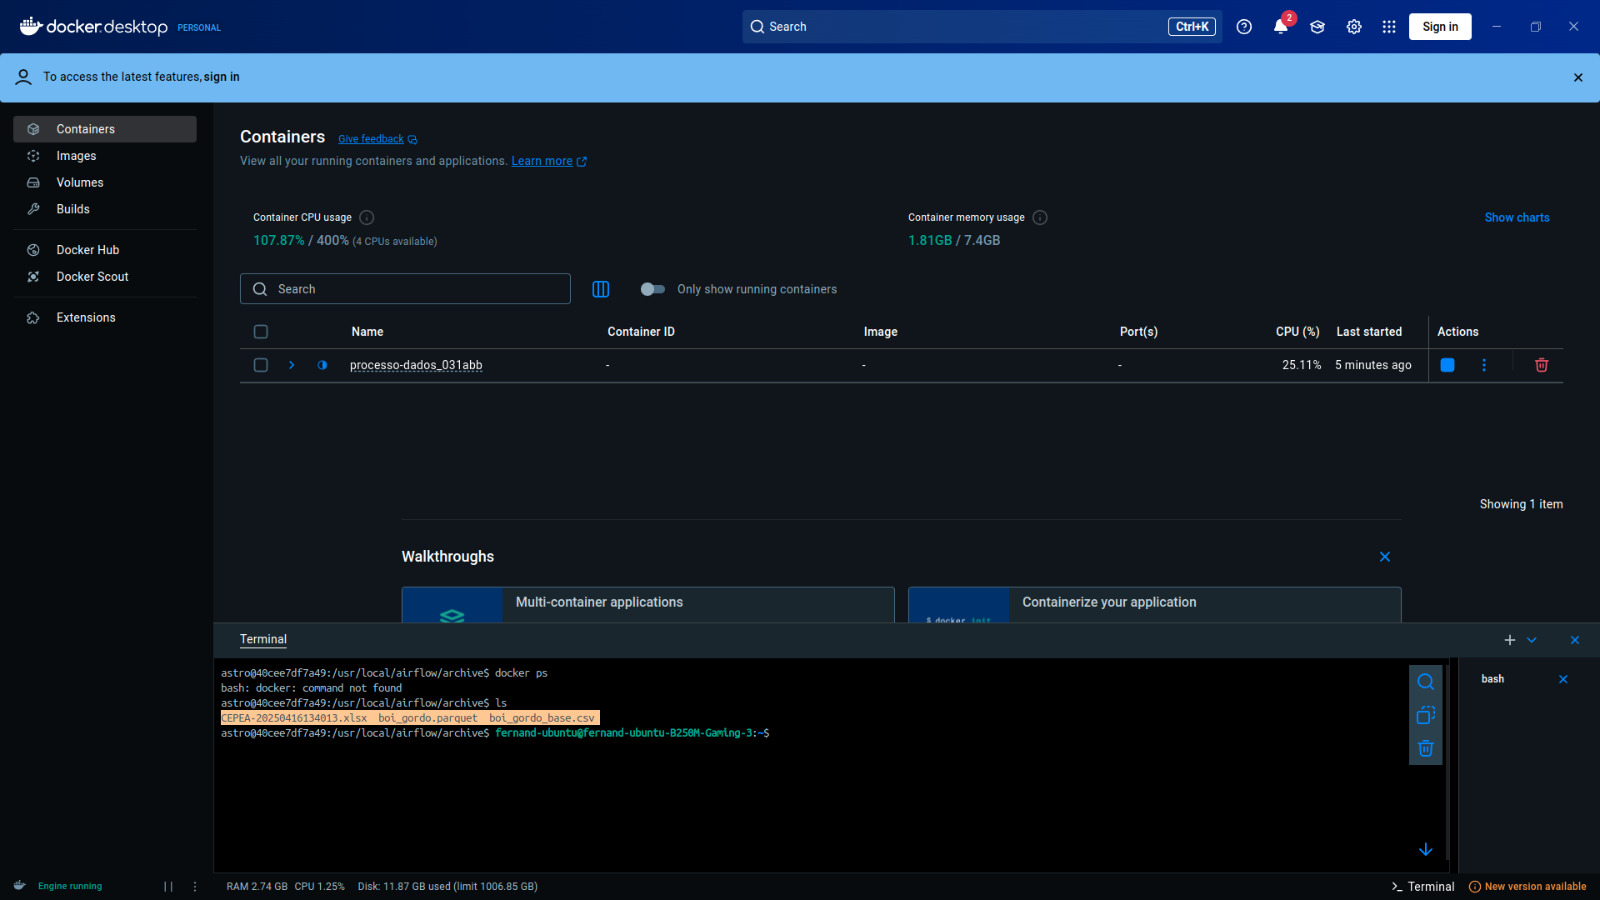 docker.desktop PERSONAL
Search Ctrl+K
2
Sign in
To access the latest features, sign in
Containers
Images
Volumes
Builds
Docker Hub
Docker Scout
Extensions
Containers Give feedback
View all your running containers and applications. Learn more
Container CPU usage
107.87% / 400% (4 CPUs available)
Container memory usage
1.81GB / 7.4GB
Show charts
Search
Only show running containers
Name Container ID Image Port(s) CPU (%) Last started Actions
processo-dados_031abb - - - 25.11% 5 minutes ago
Showing 1 item
Walkthroughs
Multi-container applications
Containerize your application
$ docker init
Terminal
astro@40cee7df7a49:/usr/local/airflow/archive$ docker ps
bash: docker: command not found
astro@40cee7df7a49:/usr/local/airflow/archive$ ls
CEPEA-20250416134013.xlsx boi_gordo.parquet boi_gordo_base.csv
astro@40cee7df7a49:/usr/local/airflow/archive$ fernand-ubuntu@fernand-ubuntu-B250M-Gaming-3:~$
bash
Engine running
RAM 2.74 GB CPU 1.25% Disk: 11.87 GB used (limit 1006.85 GB)
Terminal
New version available